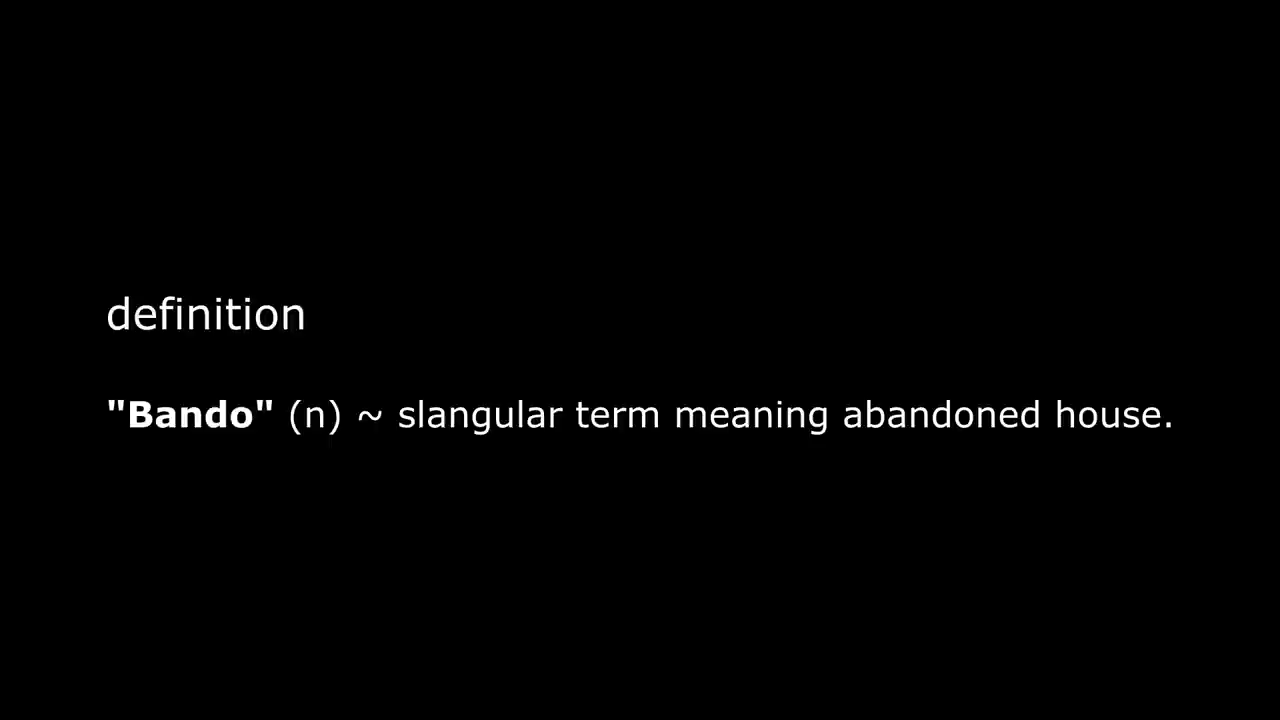 definition
"Bando" (n) ~ slangular term meaning abandoned house.